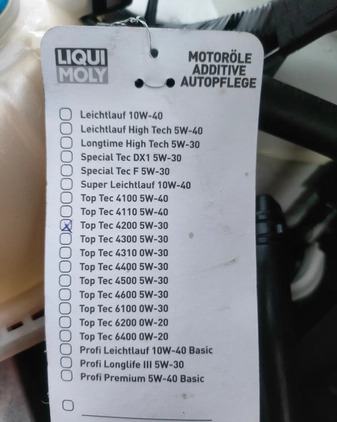 LIQUI
MOLY
MOTORÖLE
ADDITIVE
AUTOPFLEGE
Leichtlauf 10W-40
Leichtlauf High Tech 5W-40
Longtime High Tech 5W-30
Special Tec DX1 5W-30
Special Tec F 5W-30
Super Leichtlauf 10W-40
Top Tec 4100 5W-40
Top Tec 4110 5W-40
Top Tec 4200 5W-30
Top Tec 4300 5W-30
Top Tec 4310 0W-30
Top Tec 4400 5W-30
Top Tec 4500 5W-30
Top Tec 4600 5W-30
Top Tec 6100 0W-30
Top Tec 6200 0W-20
Top Tec 6400 0W-20
Profi Leichtlauf 10W-40 Basic
Profi Longlife III 5W-30
Profi Premium 5W-40 Basic